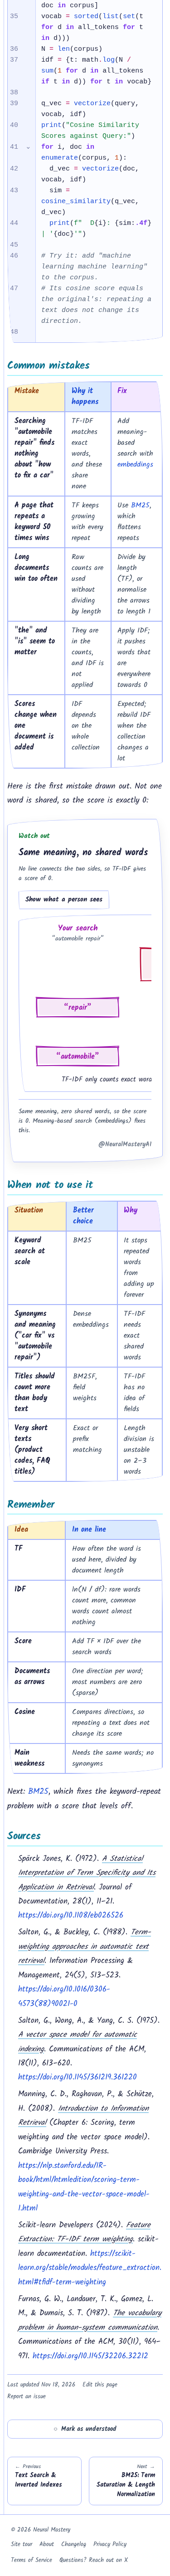 doc in corpus]
35 vocab = sorted(list(set(t
for d in all_tokens for t
in d)))
36 N = len(corpus)
37 idf = {t: math.log(N /
sum(1 for d in all_tokens
if t in d)) for t in vocab}
38
39 q_vec = vectorize(query,
vocab, idf)
40 print("Cosine Similarity
Scores against Query:")
41 for i, doc in
enumerate(corpus, 1):
42 d_vec = vectorize(doc,
vocab, idf)
43 sim =
cosine_similarity(q_vec,
d_vec)
44 print(f" D{i}: {sim:.4f}
| '{doc}'")
45
46 # Try it: add "machine
learning machine learning"
to the corpus.
47 # Its cosine score equals
the original's: repeating a
text does not change its
direction.
48
Common mistakes
Mistake
Why it
happens
Fix
Searching
"automobile
repair" finds
nothing
about "how
to fix a car"
TF-IDF
matches
exact
words,
and these
share
none
Add
meaning-
based
search with
embeddings
A page that
repeats a
keyword 50
times wins
TF keeps
growing
with every
repeat
Use BM25,
which
flattens
repeats
Long
documents
win too often
Raw
counts are
used
without
dividing
by length
Divide by
length
(TF), or
normalise
the arrows
to length 1
"the" and
"is" seem to
matter
They are
in the
counts,
and IDF is
not
applied
Apply IDF;
it pushes
words that
are
everywhere
towards 0
Scores
change when
one
document is
added
IDF
depends
on the
whole
collection
Expected;
rebuild IDF
when the
collection
changes a
lot
Here is the first mistake drawn out. Not one
word is shared, so the score is exactly 0:
Watch out
Same meaning, no shared words
No line connects the two sides, so TF-IDF gives
a score of 0.
Show what a person sees
Your search
"automobile repair"
"repair"
"automobile"
TF-IDF only counts exact word
Same meaning, zero shared words, so the score
is 0. Meaning-based search (embeddings) fixes
this.
@NeuralMasteryAI
When not to use it
Situation
Better
choice
Why
Keyword
search at
scale
BM25
It stops
repeated
words
from
adding up
forever
Synonyms
and meaning
("car fix" vs
"automobile
repair")
Dense
embeddings
TF-IDF
needs
exact
shared
words
Titles should
count more
than body
text
BM25F,
field
weights
TF-IDF
has no
idea of
fields
Very short
texts
(product
codes, FAQ
titles)
Exact or
prefix
matching
Length
division is
unstable
on 2–3
words
Remember
Idea
In one line
TF
How often the word is
used here, divided by
document length
IDF
ln(N / df): rare words
count more, common
words count almost
nothing
Score
Add TF × IDF over the
search words
Documents
as arrows
One direction per word;
most numbers are zero
(sparse)
Cosine
Compares directions, so
repeating a text does not
change its score
Main
weakness
Needs the same words; no
synonyms
Next: BM25, which fixes the keyword-repeat
problem with a score that levels off.
Sources
Spärck Jones, K. (1972). A Statistical
Interpretation of Term Specificity and Its
Application in Retrieval. Journal of
Documentation, 28(1), 11–21.
https://doi.org/10.1108/eb026526
Salton, G., & Buckley, C. (1988). Term-
weighting approaches in automatic text
retrieval. Information Processing &
Management, 24(5), 513–523.
https://doi.org/10.1016/0306-
4573(88)90021-0
Salton, G., Wong, A., & Yang, C. S. (1975).
A vector space model for automatic
indexing. Communications of the ACM,
18(11), 613–620.
https://doi.org/10.1145/361219.361220
Manning, C. D., Raghavan, P., & Schütze,
H. (2008). Introduction to Information
Retrieval (Chapter 6: Scoring, term
weighting and the vector space model).
Cambridge University Press.
https://nlp.stanford.edu/IR-
book/html/htmledition/scoring-term-
weighting-and-the-vector-space-model-
1.html
Scikit-learn Developers (2024). Feature
Extraction: TF-IDF term weighting. scikit-
learn documentation. https://scikit-
learn.org/stable/modules/feature_extraction.
html#tfidf-term-weighting
Furnas, G. W., Landauer, T. K., Gomez, L.
M., & Dumais, S. T. (1987). The vocabulary
problem in human-system communication.
Communications of the ACM, 30(11), 964–
971. https://doi.org/10.1145/32206.32212
Last updated Nov 18, 2026 Edit this page
Report an issue
○ Mark as understood
← Previous
Text Search &
Inverted Indexes
Next →
BM25: Term
Saturation & Length
Normalization
© 2026 Neural Mastery
Site tour About Changelog Privacy Policy
Terms of Service Questions? Reach out on X